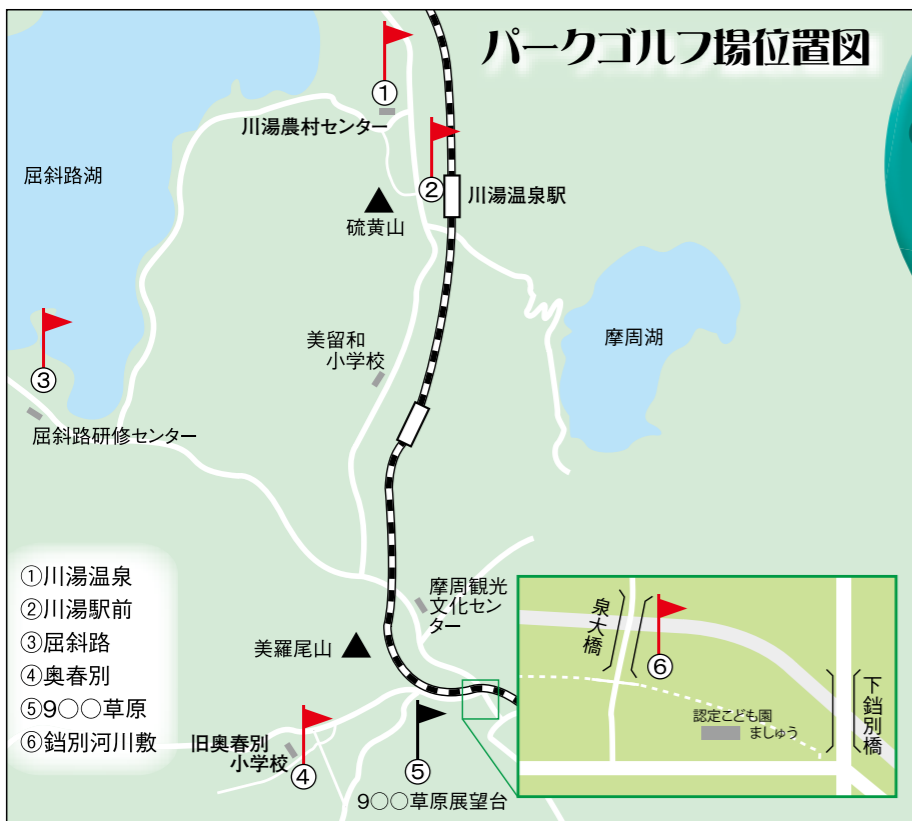 パークゴルフ場位置図
①
川湯農村センター
屈斜路湖
②
川湯温泉駅
硫黄山
摩周湖
美留和
小学校
③
屈斜路研修センター
①川湯温泉
②川湯駅前
③屈斜路
④奥春別
⑤9○○草原
⑥鐺別河川敷
摩周観光
文化セン
ター
美羅尾山
旧奥春別
小学校
④
⑤
9○○草原展望台
泉大橋
⑥
認定こども園
ましゅう
下鐺別橋